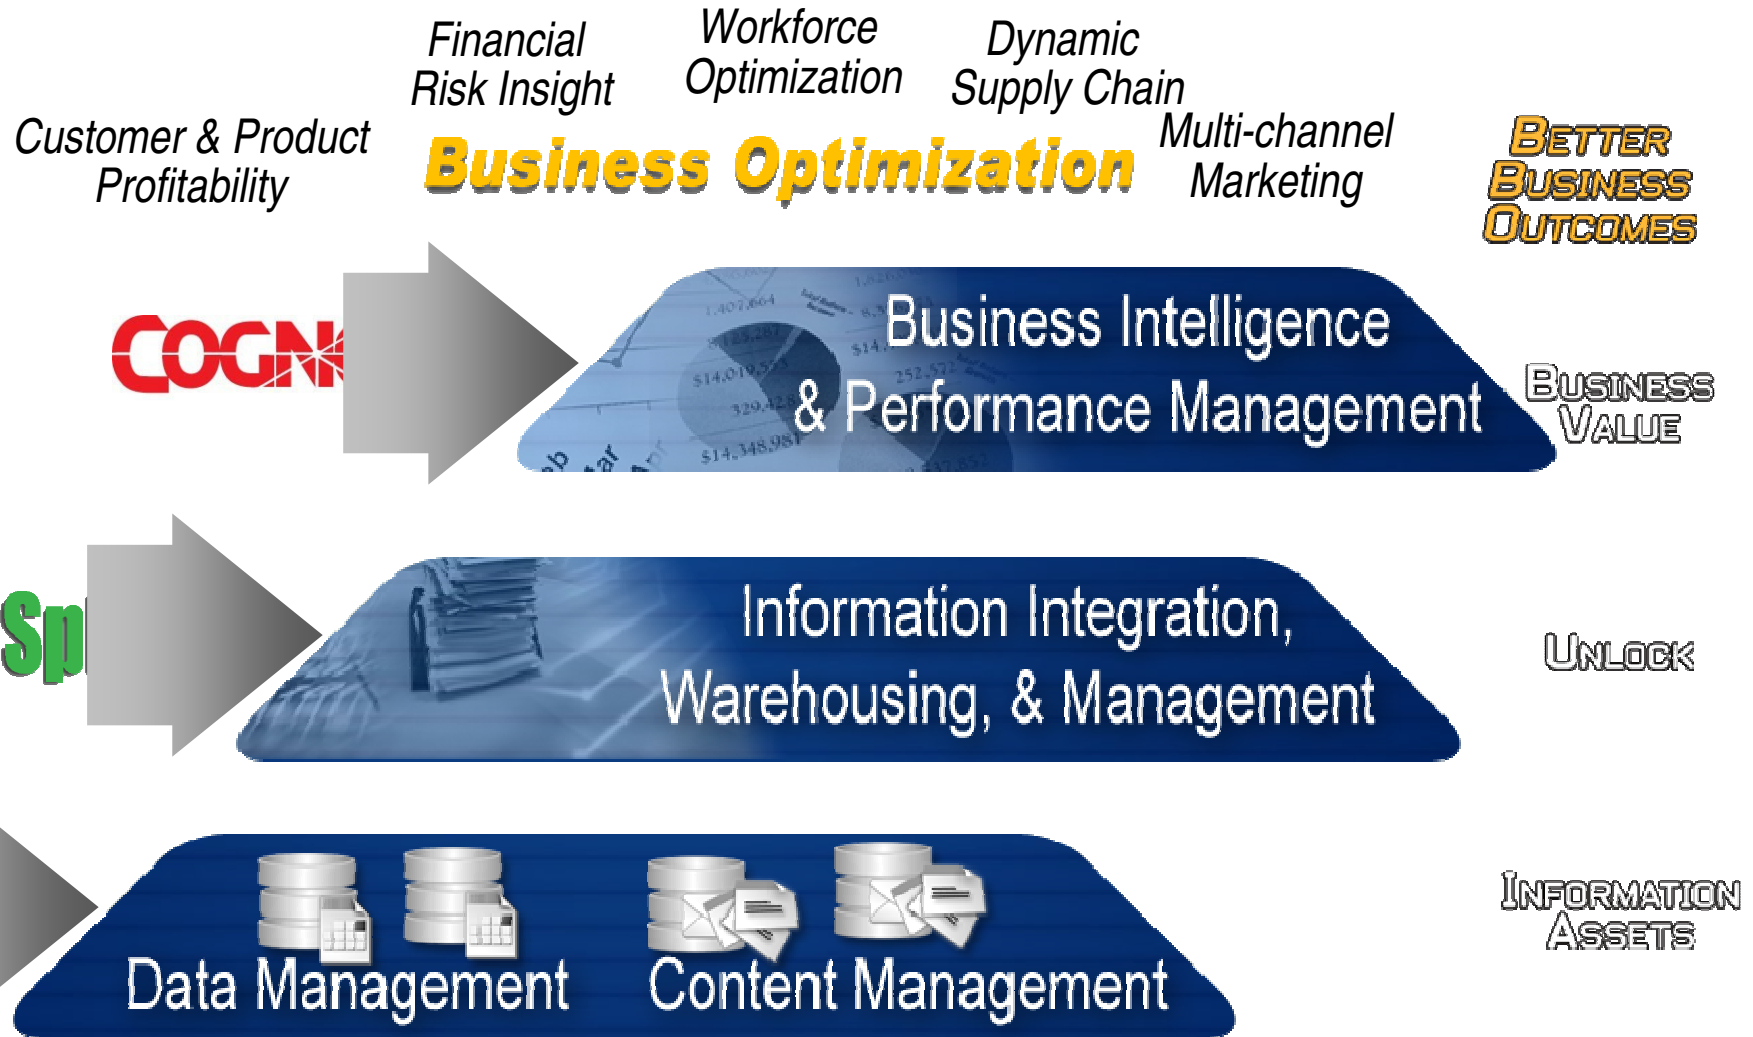 Financial
Risk Insight
Workforce
Optimization
Dynamic
Supply Chain
Customer & Product
Profitability
Business Optimization
Multi-channel
Marketing
BETTER
BUSINESS
OUTCOMES
COGN
Business Intelligence
& Performance Management
BUSINESS
VALUE
Sp
Information Integration,
Warehousing, & Management
UNLOCK
Data Management
Content Management
INFORMATION
ASSETS